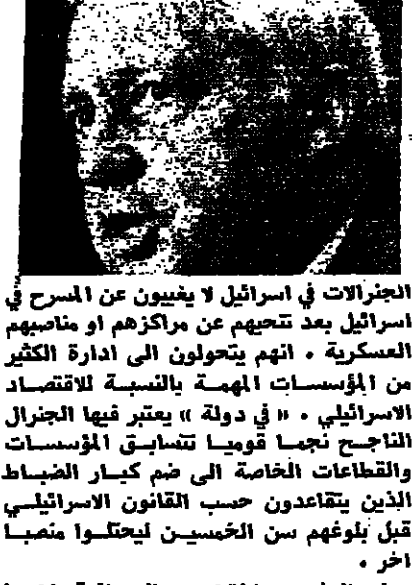 الجنرالات في اسرائيل لا يغيبون عن المسرح في
اسرائيل بعد تنحيهم عن مراكزهم او مناصبهم
العسكرية . انهم يتحولون الى ادارة الكثير
من المؤسسات المهمة بالنسبة للاقتصاد
الاسرائيلي . « في دولة » يعتبر فيها الجنرال
الناجح نجما قوميا تتسابق المؤسسات
والقطاعات الخاصة الى ضم كبار الضباط
الذين يتقاعدون حسب القانون الاسرائيلي
قبل بلوغهم سن الخمسين ليحتلوا منصبا
اخر .